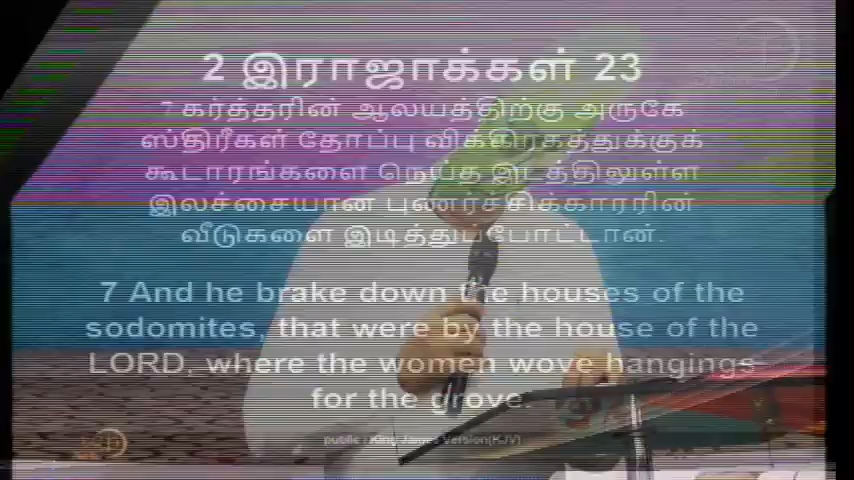 2 இராஜாக்கள் 23
7 கர்த்தரின் ஆலயத்திற்கு அருகே
ஸ்திரீகள் தோப்பு விக்கிரகத்துக்குக்
கூடாரங்களை நெய்த இடத்திலுள்ள
இலச்சையான புணர்ச்சிக்காரரின்
வீடுகளை இடித்துப்போட்டான்.
7 And he brake down the houses of the
sodomites, that were by the house of the
LORD, where the women wove hangings
for the grove.
public / King James Version(KJV)